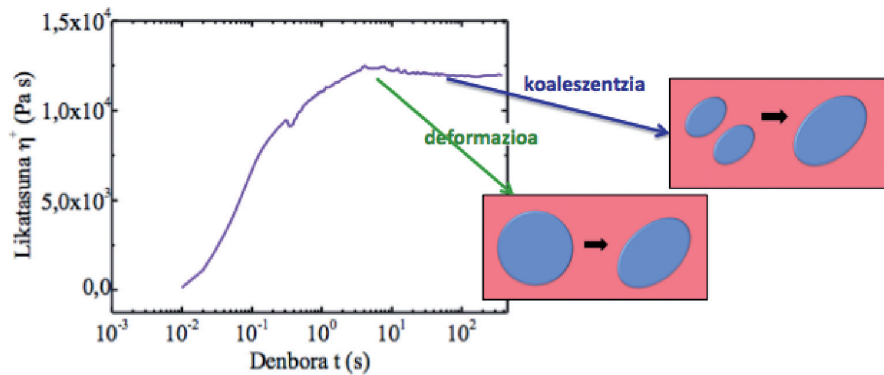 1,5x10⁴
1,0x10⁴
5,0x10³
0,0
Likatasuna η⁺ (Pa s)
koaleszentzia
deformazioa
10⁻³ 10⁻² 10⁻¹ 10⁰ 10¹ 10²
Denbora t (s)